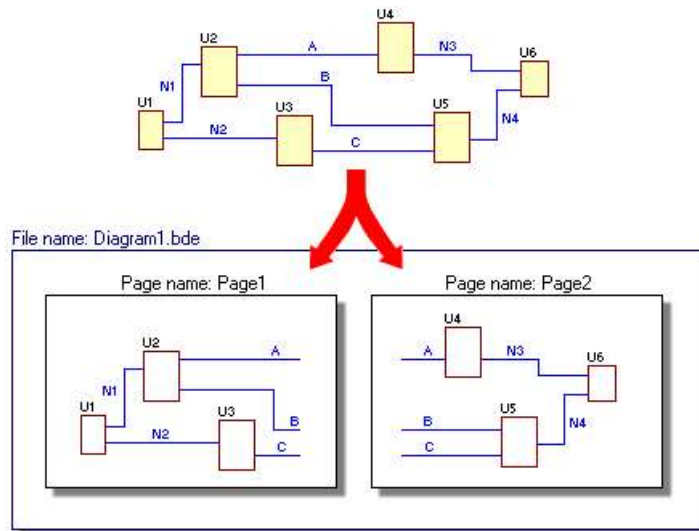 U4
A
N3
U2
U6
B
N1
U5
U1
U3
N4
N2
C
File name: Diagram1.bde
Page name: Page1
Page name: Page2
U2
A
N1
U1
U3
B
N2
C
U4
A
N3
U6
B
U5
N4
C